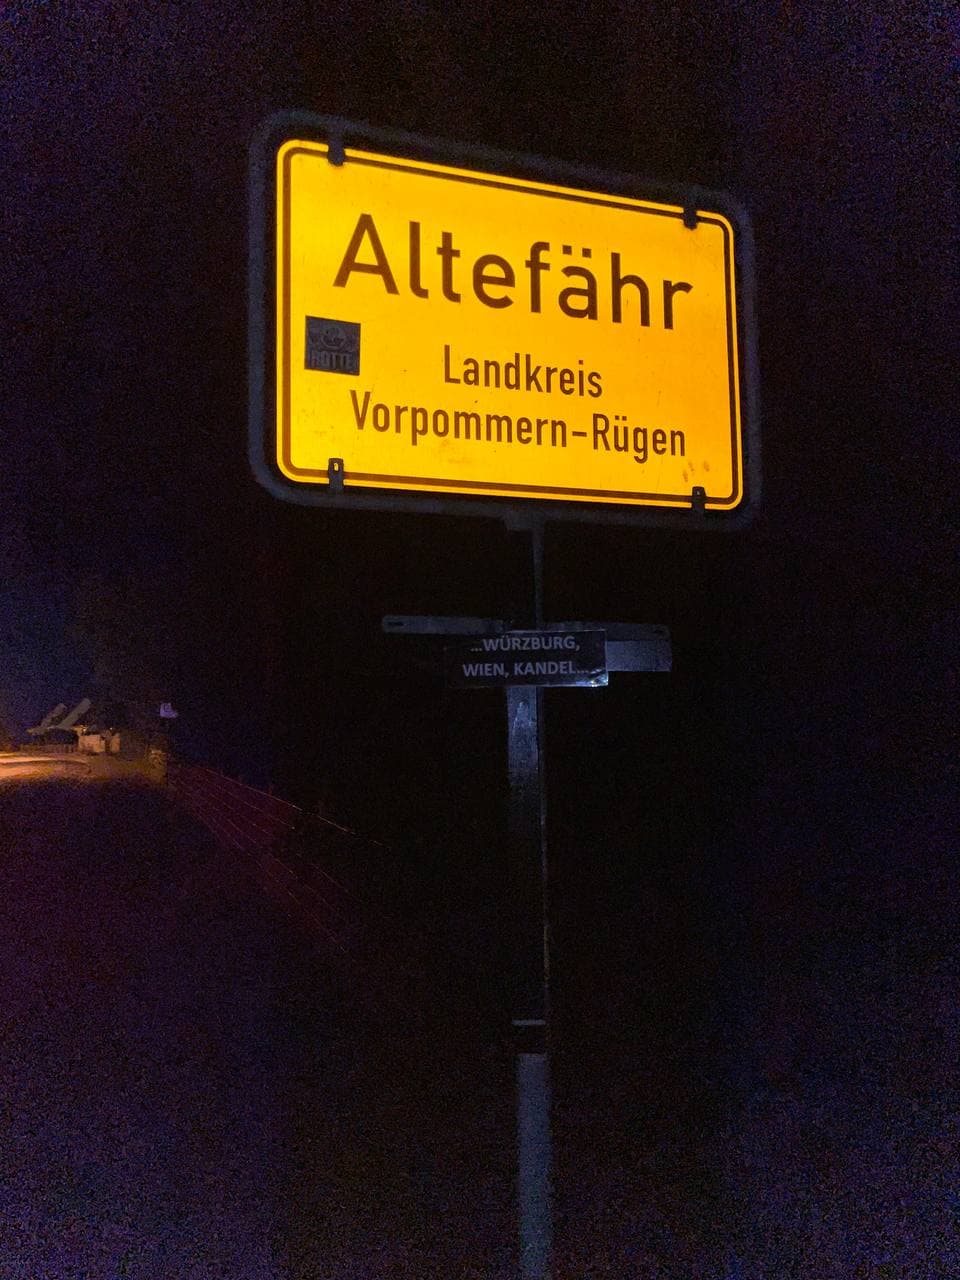 Altefähr
Landkreis
Vorpommern-Rügen
...WÜRZBURG,
WIEN, KANDEL...